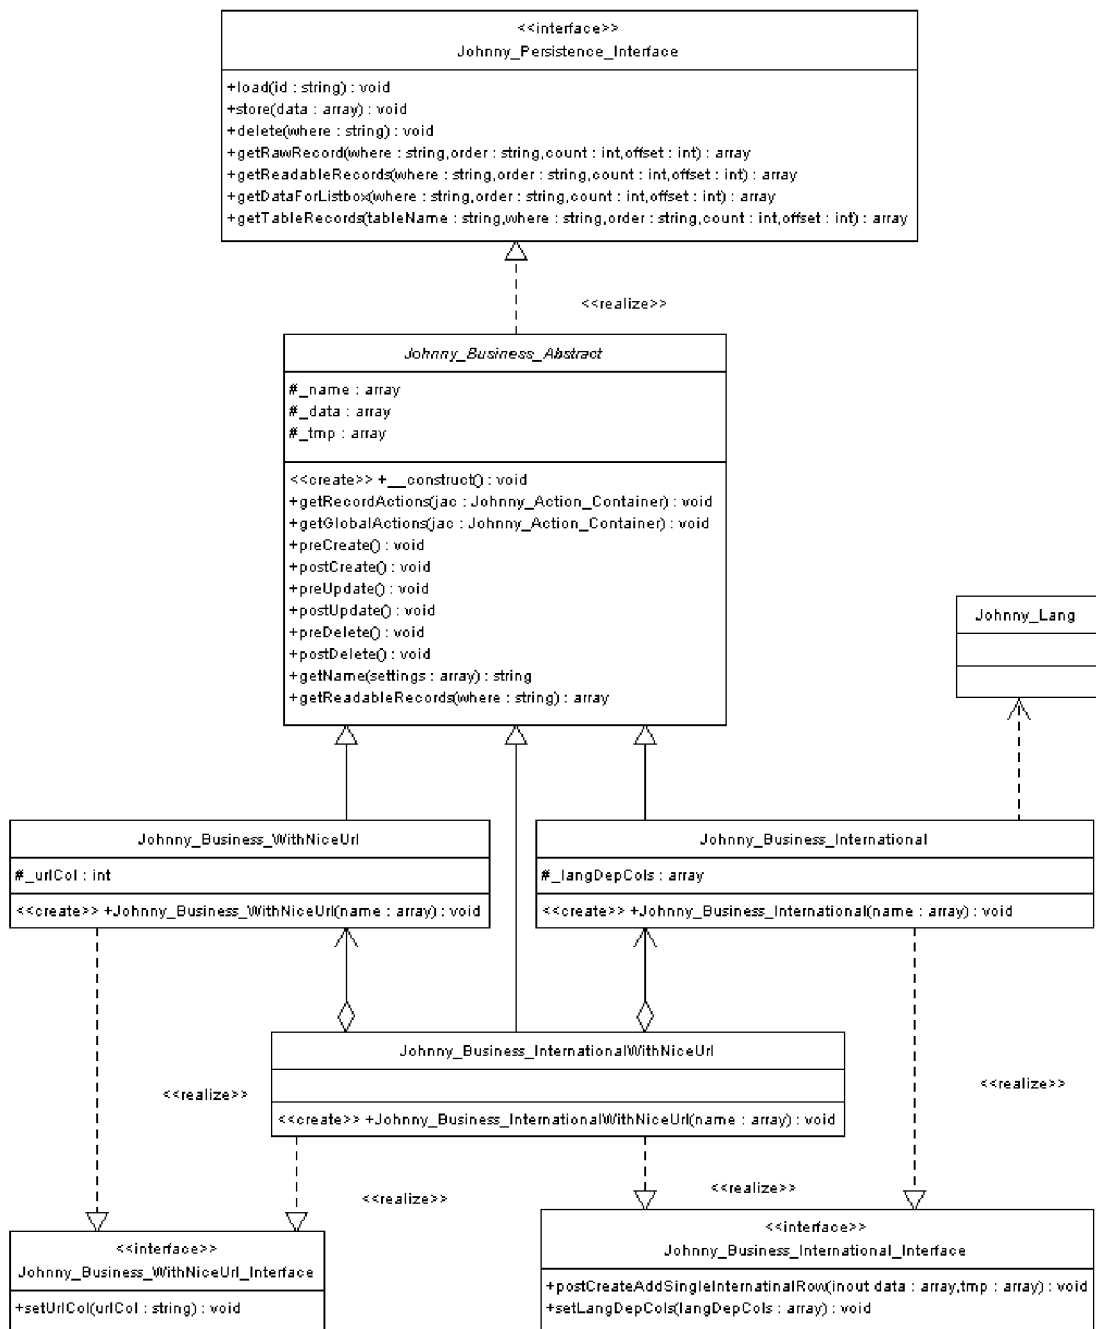 <<interface>>
Johnny_Persistence_Interface
+load(id : string) : void
+store(data : array) : void
+delete(where : string) : void
+getRawRecord(where : string,order : string,count : int,offset : int) : array
+getReadableRecords(where : string,order : string,count : int,offset : int) : array
+getDataForListbox(where : string,order : string,count : int,offset : int) : array
+getTableRecords(tableName : string,where : string,order : string,count : int,offset : int) : array
<<realize>>
Johnny_Business_Abstract
#_name : array
#_data : array
#_tmp : array
<<create>> +__construct() : void
+getRecordActions(jac : Johnny_Action_Container) : void
+getGlobalActions(jac : Johnny_Action_Container) : void
+preCreate() : void
+postCreate() : void
+preUpdate() : void
+postUpdate() : void
+preDelete() : void
+postDelete() : void
+getName(settings : array) : string
+getReadableRecords(where : string) : array
Johnny_Lang
Johnny_Business_WithNiceUrl
#_urlCol : int
<<create>> +Johnny_Business_WithNiceUrl(name : array) : void
Johnny_Business_International
#_langDepCols : array
<<create>> +Johnny_Business_International(name : array) : void
Johnny_Business_InternationalWithNiceUrl
<<create>> +Johnny_Business_InternationalWithNiceUrl(name : array) : void
<<realize>>
<<realize>>
<<realize>>
<<realize>>
<<interface>>
Johnny_Business_WithNiceUrl_Interface
+setUrlCol(urlCol : string) : void
<<interface>>
Johnny_Business_International_Interface
+postCreateAddSingleInternatinalRow(inout data : array,tmp : array) : void
+setLangDepCols(langDepCols : array) : void